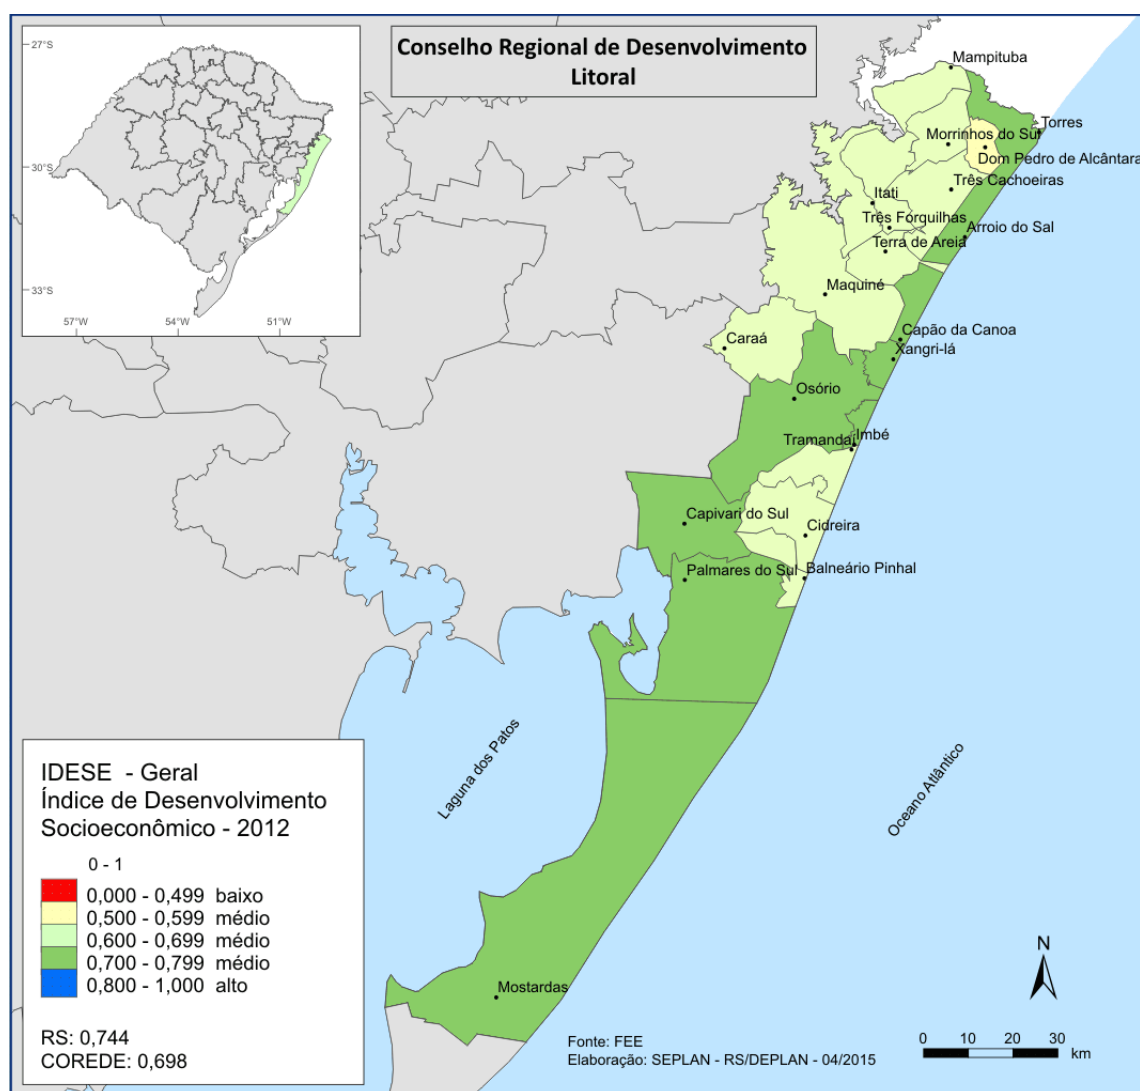 Conselho Regional de Desenvolvimento
Litoral
27°S
30°S
33°S
57°W
54°W
51°W
Mampituba
Torres
Morrinhos do Sul
Dom Pedro de Alcântara
Três Cachoeiras
Itati
Três Forquilhas
Arroio do Sal
Terra de Areia
Maquiné
Capão da Canoa
Caraá
Xangri-lá
Osório
Imbé
Tramandaí
Capivari do Sul
Cidreira
Palmares do Sul
Balneário Pinhal
Laguna dos Patos
Oceano Atlântico
Mostardas
IDESE - Geral
Índice de Desenvolvimento
Socioeconômico - 2012
0 - 1
0,000 - 0,499 baixo
0,500 - 0,599 médio
0,600 - 0,699 médio
0,700 - 0,799 médio
0,800 - 1,000 alto
RS: 0,744
COREDE: 0,698
Fonte: FEE
Elaboração: SEPLAN - RS/DEPLAN - 04/2015
N
0 10 20 30
km